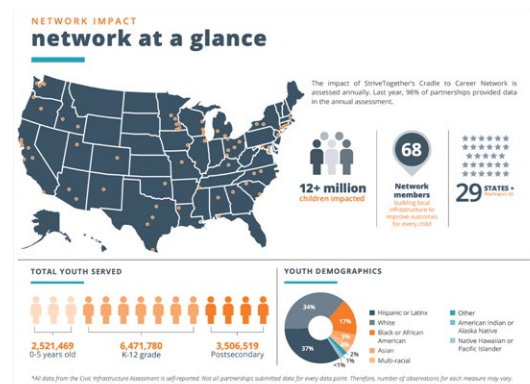 NETWORK IMPACT
network at a glance
The impact of StriveTogether's Cradle to Career Network is
assessed annually. Last year, 98% of partnerships provided data
in the annual assessment.
12+ million
children impacted
68
Network
members
building local
infrastructure to
improve outcomes
for every child
29 STATES +
Washington, DC
TOTAL YOUTH SERVED
2,521,469
0-5 years old
6,471,780
K-12 grade
3,506,519
Postsecondary
YOUTH DEMOGRAPHICS
34%
17%
5%
2%
1%
<1%
37%
Hispanic or Latinx
White
Black or African
American
Asian
Multi-racial
Other
American Indian or
Alaska Native
Native Hawaiian or
Pacific Islander
*All data from the Civic Infrastructure Assessment is self-reported. Not all partnerships submitted data for every data point. Therefore, number of observations for each measure may vary.